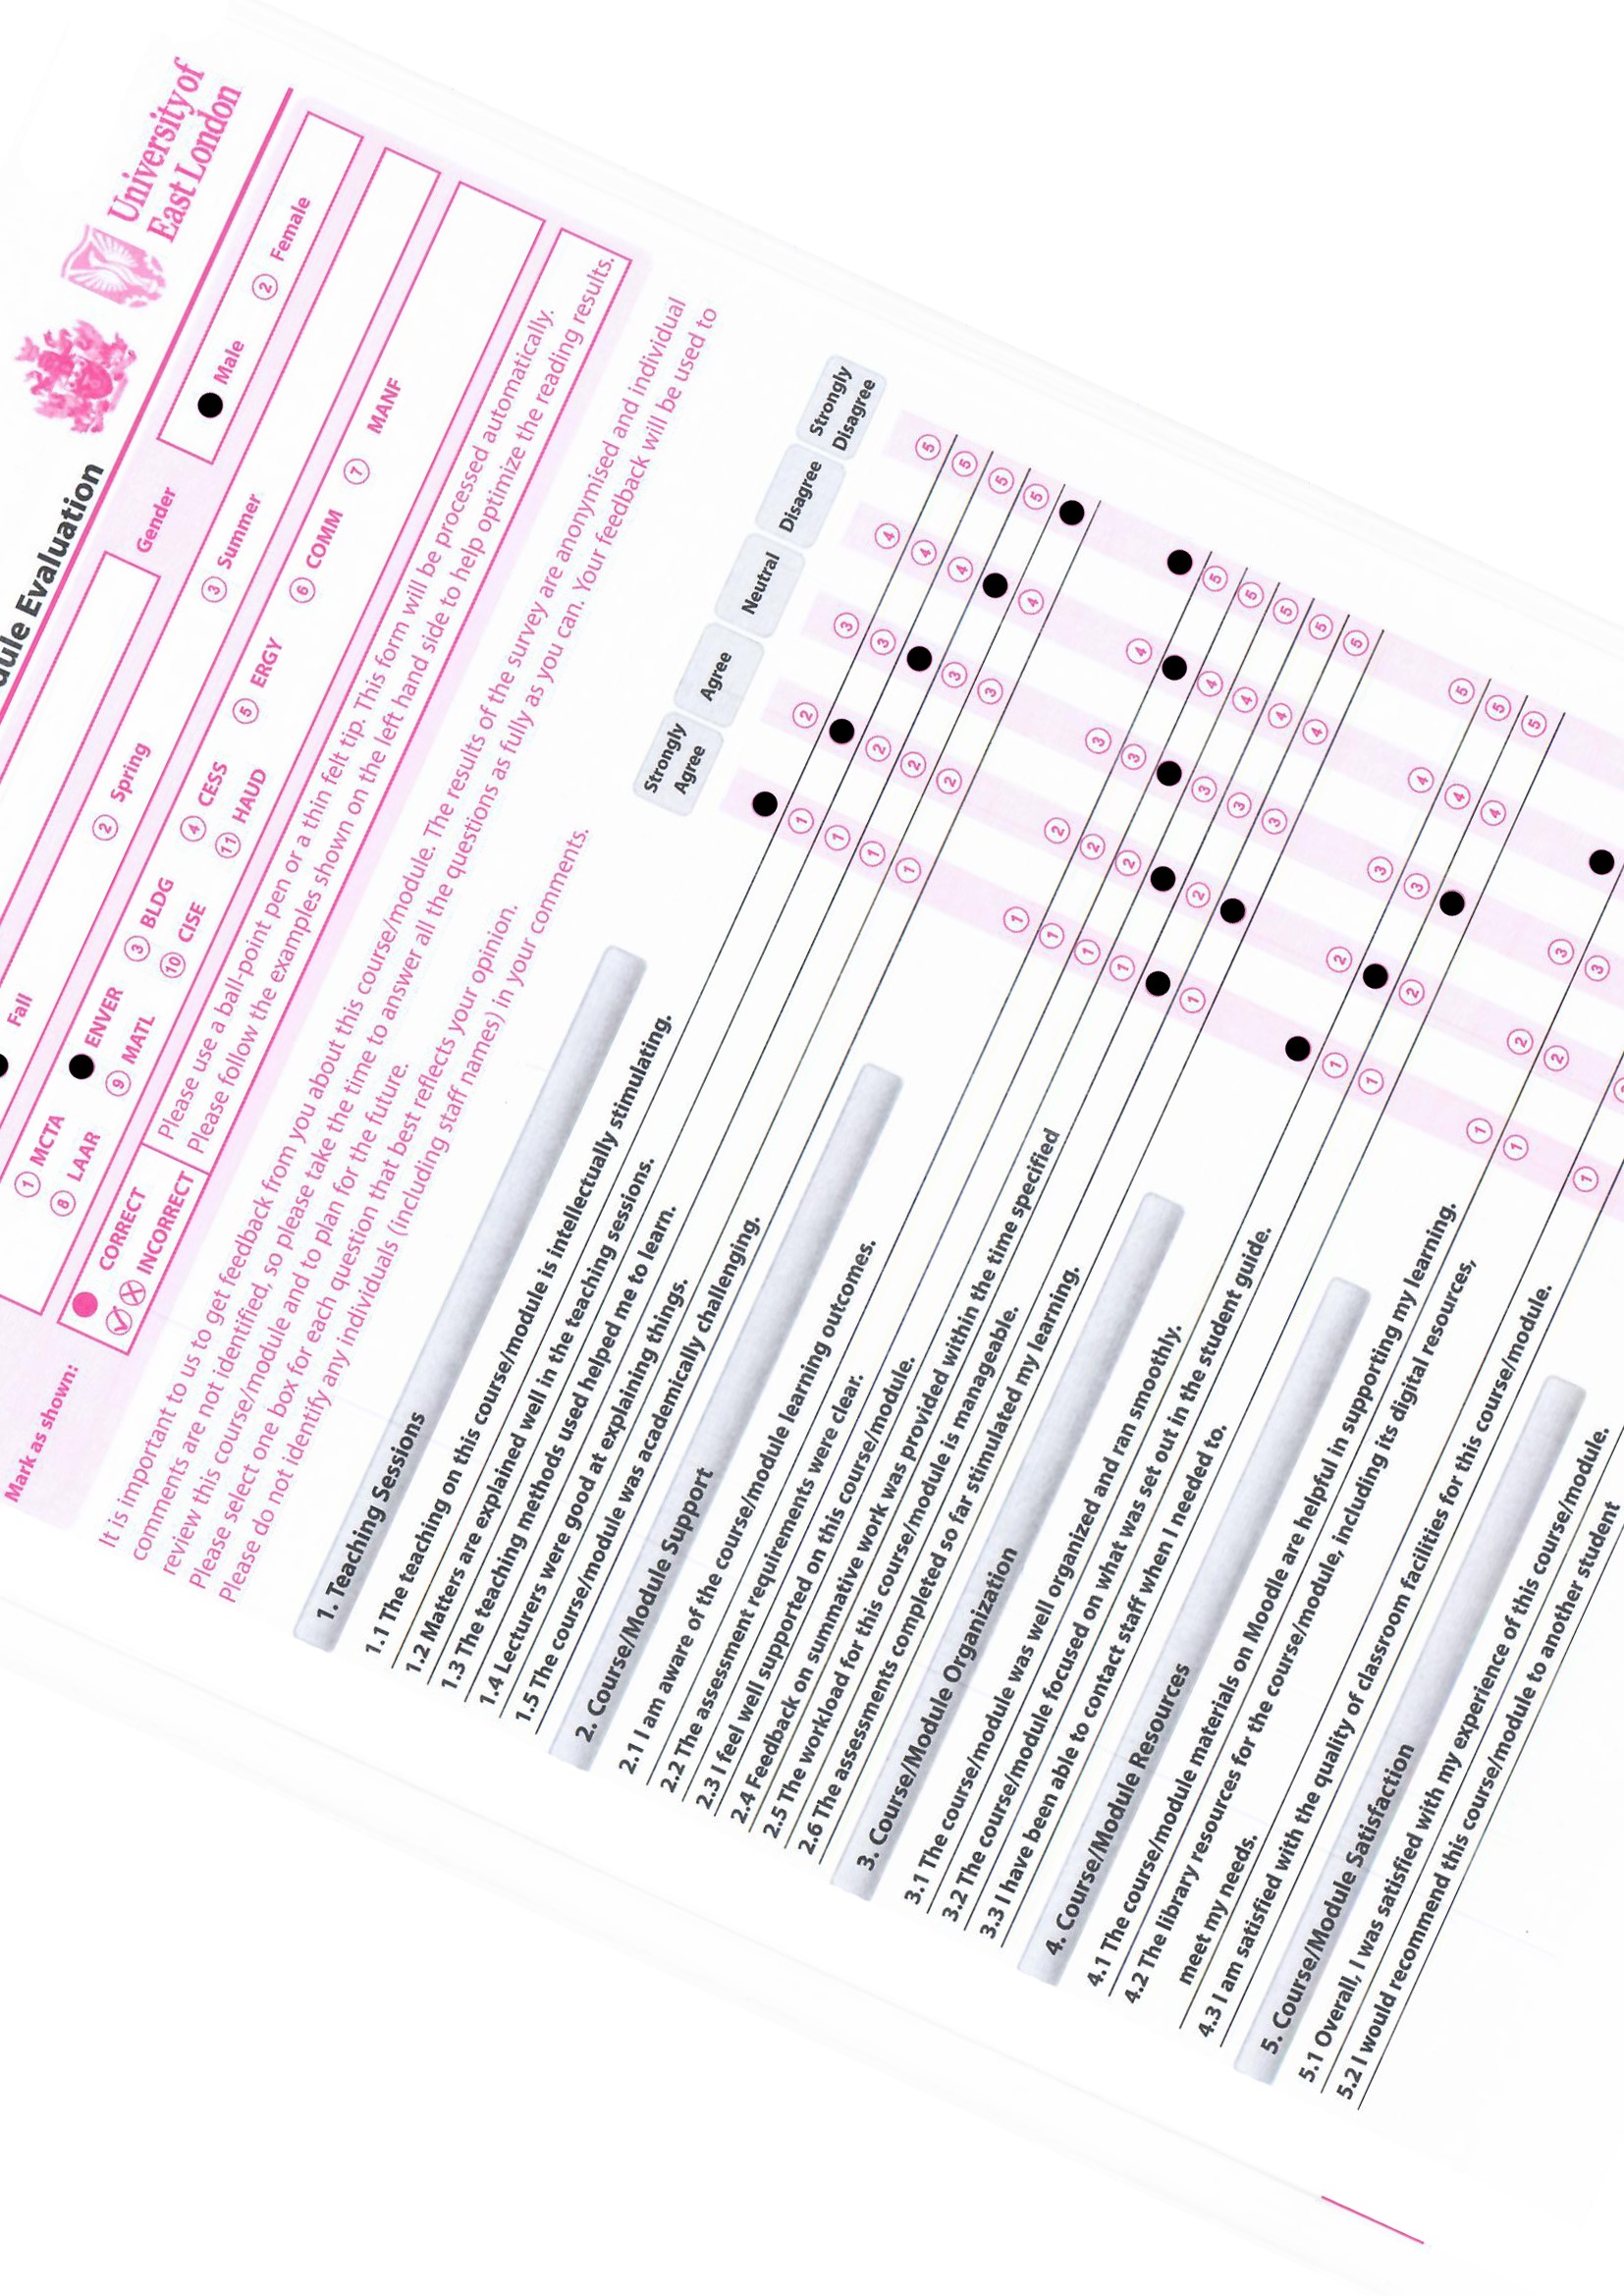 University of
East London
Evaluation
Gender Male 2 Female
Fall 2 Spring 3 Summer
1 MCTA ENVER 3 BLDG 4 CESS 5 ERGY 6 COMM 7 MANF
8 LAAR 9 MATL 10 CISE 11 HAUD
Mark as shown:
CORRECT
INCORRECT
Please use a ball-point pen or a thin felt tip. This form will be processed automatically.
Please follow the examples shown on the left hand side to help optimize the reading results.
It is important to us to get feedback from you about this course/module. The results of the survey are anonymised and individual
comments are not identified, so please take the time to answer all the questions as fully as you can. Your feedback will be used to
review this course/module and to plan for the future.
Please select one box for each question that best reflects your opinion.
Please do not identify any individuals (including staff names) in your comments.
Strongly Agree
Agree
Neutral
Disagree
Strongly Disagree
1. Teaching Sessions
1.1 The teaching on this course/module is intellectually stimulating. 2 3 4 5
1.2 Matters are explained well in the teaching sessions. 1 3 4 5
1.3 The teaching methods used helped me to learn. 1 2 4 5
1.4 Lecturers were good at explaining things. 1 2 3 5
1.5 The course/module was academically challenging. 1 2 3 4
2. Course/Module Support
2.1 I am aware of the course/module learning outcomes. 1 2 3 4
2.2 The assessment requirements were clear. 1 2 3 5
2.3 I feel well supported on this course/module. 1 2 4 5
2.4 Feedback on summative work was provided within the time specified 1 3 4 5
2.5 The workload for this course/module is manageable. 2 3 4 5
2.6 The assessments completed so far stimulated my learning. 1 3 4 5
3. Course/Module Organization
3.1 The course/module was well organized and ran smoothly. 2 3 4 5
3.2 The course/module focused on what was set out in the student guide. 1 3 4 5
3.3 I have been able to contact staff when I needed to. 1 2 4 5
4. Course/Module Resources
4.1 The course/module materials on Moodle are helpful in supporting my learning. 1 2 3
4.2 The library resources for the course/module, including its digital resources, 1 2 3
meet my needs.
4.3 I am satisfied with the quality of classroom facilities for this course/module. 1
5. Course/Module Satisfaction
5.1 Overall, I was satisfied with my experience of this course/module.
5.2 I would recommend this course/module to another student